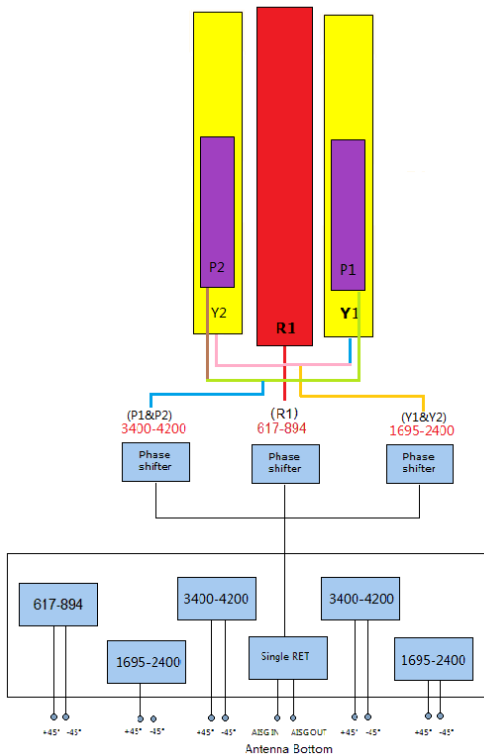 P2
P1
Y2
Y1
R1
(P1&P2)
3400-4200
(R1)
617-894
(Y1&Y2)
1695-2400
Phase
shifter
Phase
shifter
Phase
shifter
617-894
3400-4200
3400-4200
1695-2400
Single RET
1695-2400
+45° -45°
+45° -45°
+45° -45°
AISG IN
AISG OUT
+45° -45°
+45° -45°
Antenna Bottom